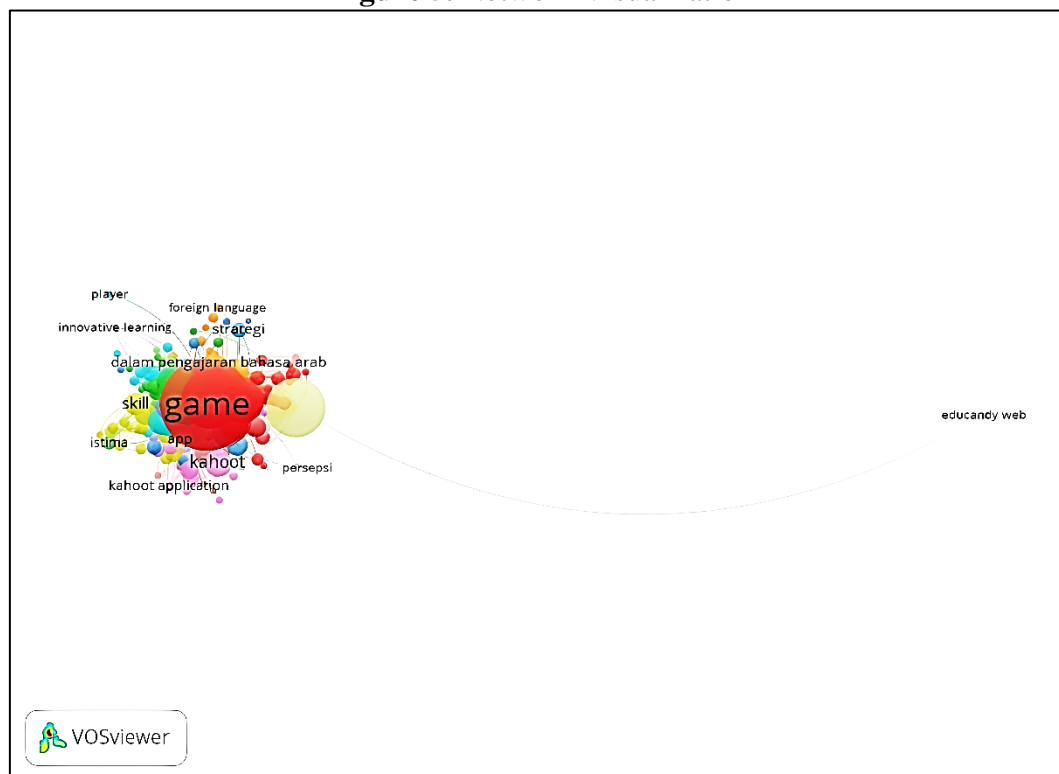 player
foreign language
innovative learning
strategi
dalam pengajaran bahasa arab
skill
game
educandy web
istima
app
kahoot
persepsi
kahoot application
VOSviewer